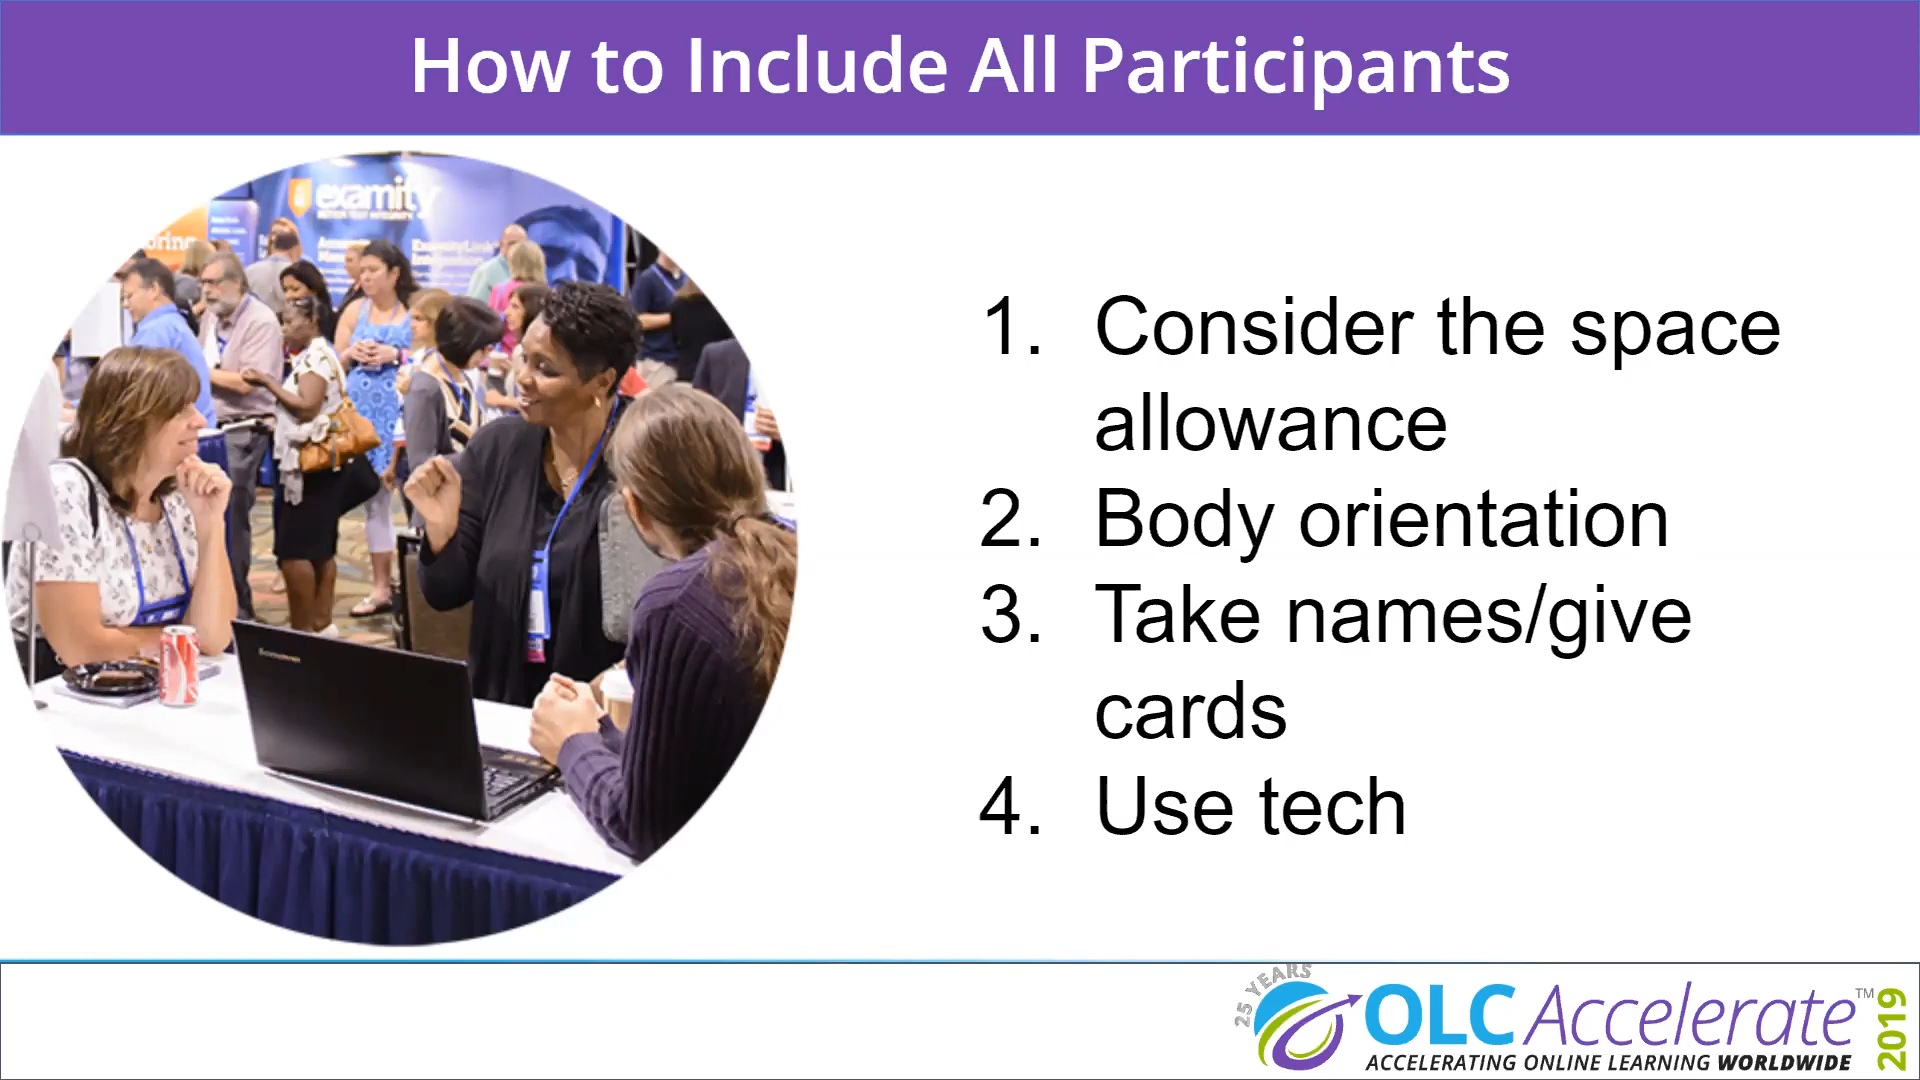 How to Include All Participants
examity
1. Consider the space
allowance
2. Body orientation
3. Take names/give
cards
4. Use tech
25 YEARS
OLC Accelerate™ 2019
ACCELERATING ONLINE LEARNING WORLDWIDE